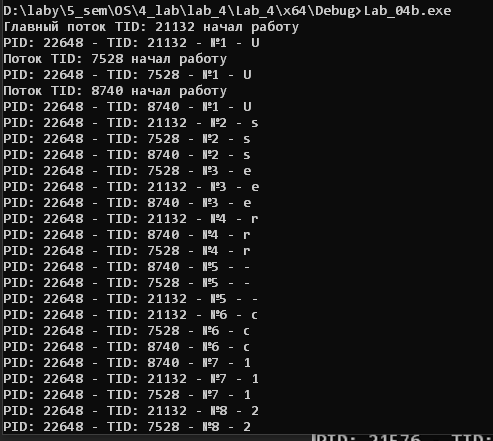 D:\laby\5_sem\OS\4_lab\lab_4\Lab_4\x64\Debug>Lab_04b.exe
Главный поток TID: 21132 начал работу
PID: 22648 - TID: 21132 - №1 - U
Поток TID: 7528 начал работу
PID: 22648 - TID: 7528 - №1 - U
Поток TID: 8740 начал работу
PID: 22648 - TID: 8740 - №1 - U
PID: 22648 - TID: 21132 - №2 - s
PID: 22648 - TID: 7528 - №2 - s
PID: 22648 - TID: 8740 - №2 - s
PID: 22648 - TID: 7528 - №3 - e
PID: 22648 - TID: 21132 - №3 - e
PID: 22648 - TID: 8740 - №3 - e
PID: 22648 - TID: 21132 - №4 - r
PID: 22648 - TID: 8740 - №4 - r
PID: 22648 - TID: 7528 - №4 - r
PID: 22648 - TID: 8740 - №5 - -
PID: 22648 - TID: 7528 - №5 - -
PID: 22648 - TID: 21132 - №5 - -
PID: 22648 - TID: 21132 - №6 - c
PID: 22648 - TID: 7528 - №6 - c
PID: 22648 - TID: 8740 - №6 - c
PID: 22648 - TID: 8740 - №7 - 1
PID: 22648 - TID: 21132 - №7 - 1
PID: 22648 - TID: 7528 - №7 - 1
PID: 22648 - TID: 21132 - №8 - 2
PID: 22648 - TID: 7528 - №8 - 2